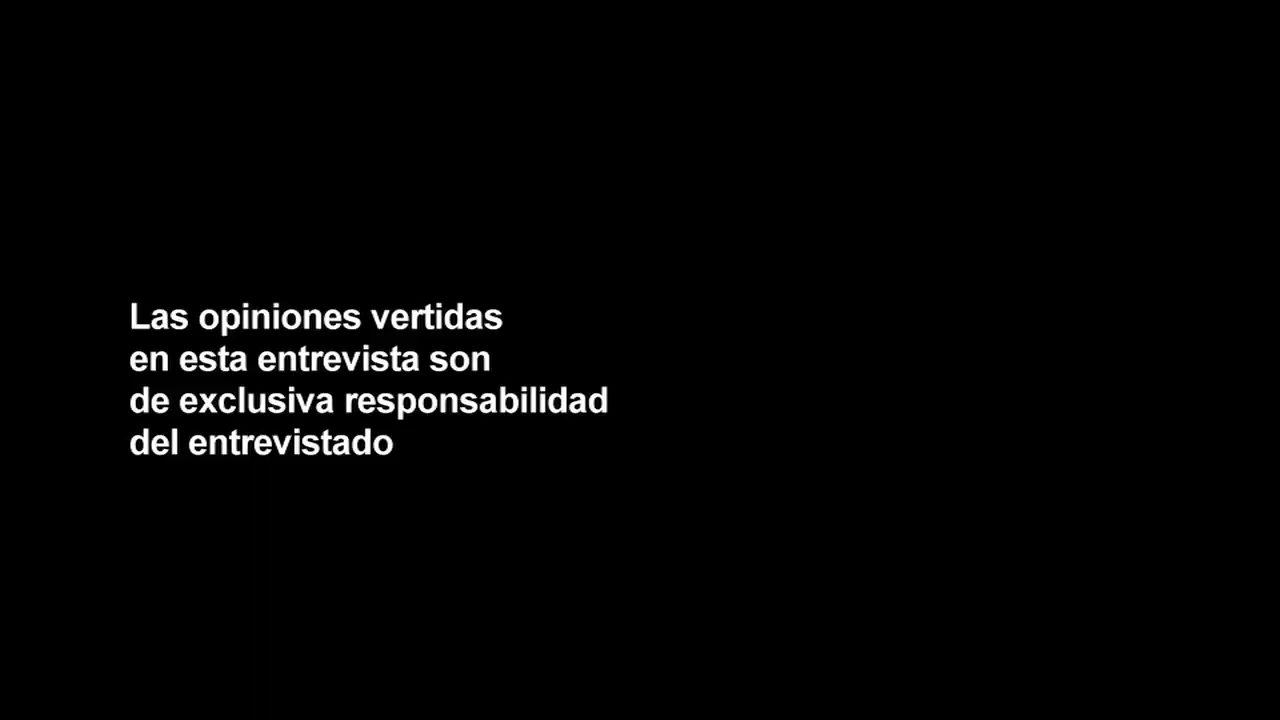 Las opiniones vertidas
en esta entrevista son
de exclusiva responsabilidad
del entrevistado